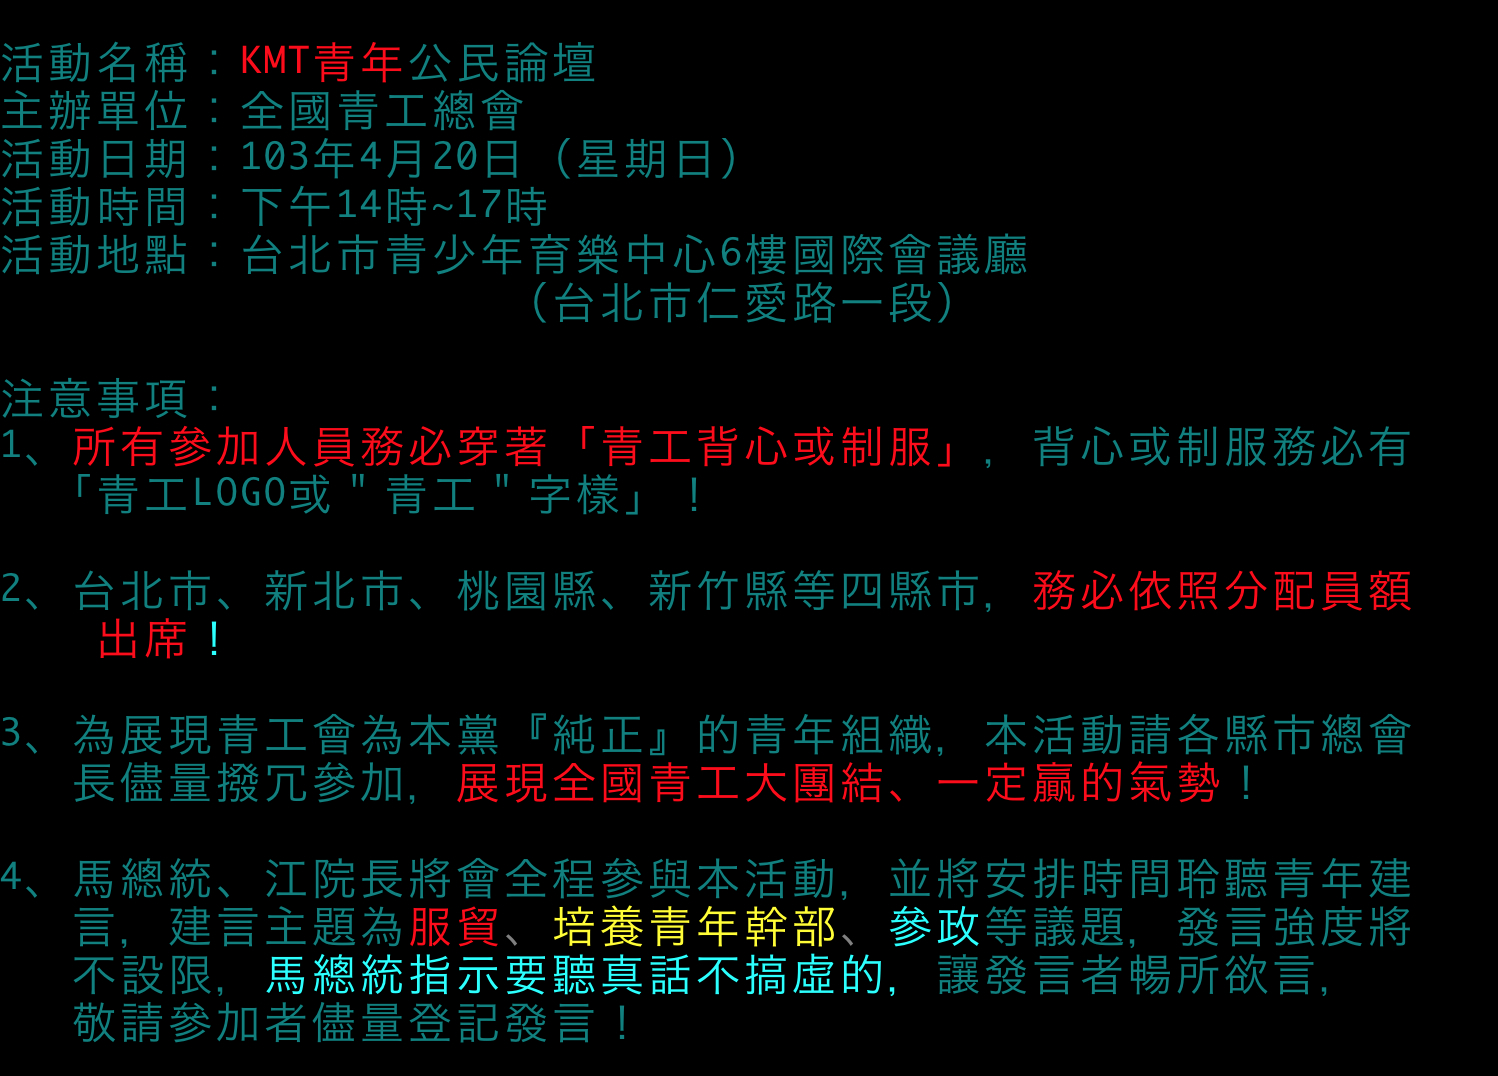 活動名稱：KMT青年公民論壇
主辦單位：全國青工總會
活動日期：103年4月20日（星期日）
活動時間：下午14時~17時
活動地點：台北市青少年育樂中心6樓國際會議廳
（台北市仁愛路一段）
注意事項：
1、所有參加人員務必穿著「青工背心或制服」，背心或制服務必有
「青工LOGO或＂青工＂字樣」！
2、台北市、新北市、桃園縣、新竹縣等四縣市，務必依照分配員額
出席！
3、為展現青工會為本黨『純正』的青年組織，本活動請各縣市總會
長儘量撥冗參加，展現全國青工大團結、一定贏的氣勢！
4、馬總統、江院長將會全程參與本活動，並將安排時間聆聽青年建
言，建言主題為服貿、培養青年幹部、參政等議題，發言強度將
不設限，馬總統指示要聽真話不搞虛的，讓發言者暢所欲言，
敬請參加者儘量登記發言！